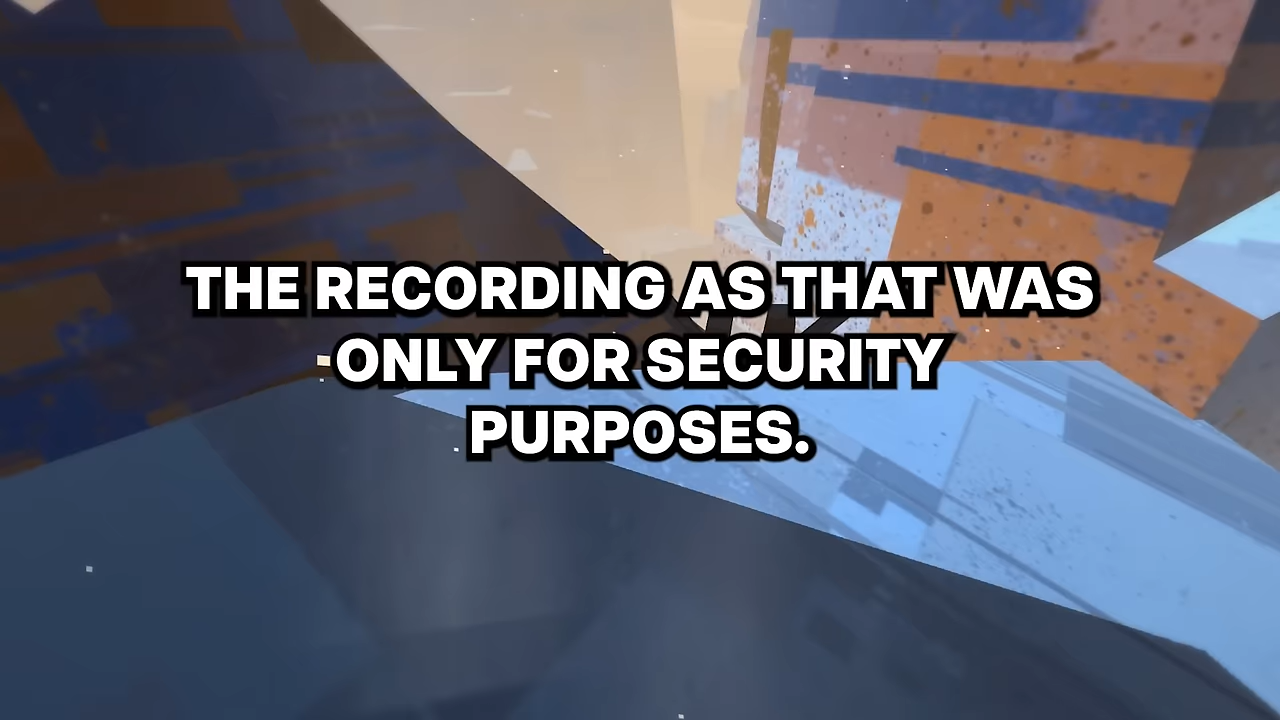 THE RECORDING AS THAT WAS
ONLY FOR SECURITY
PURPOSES.